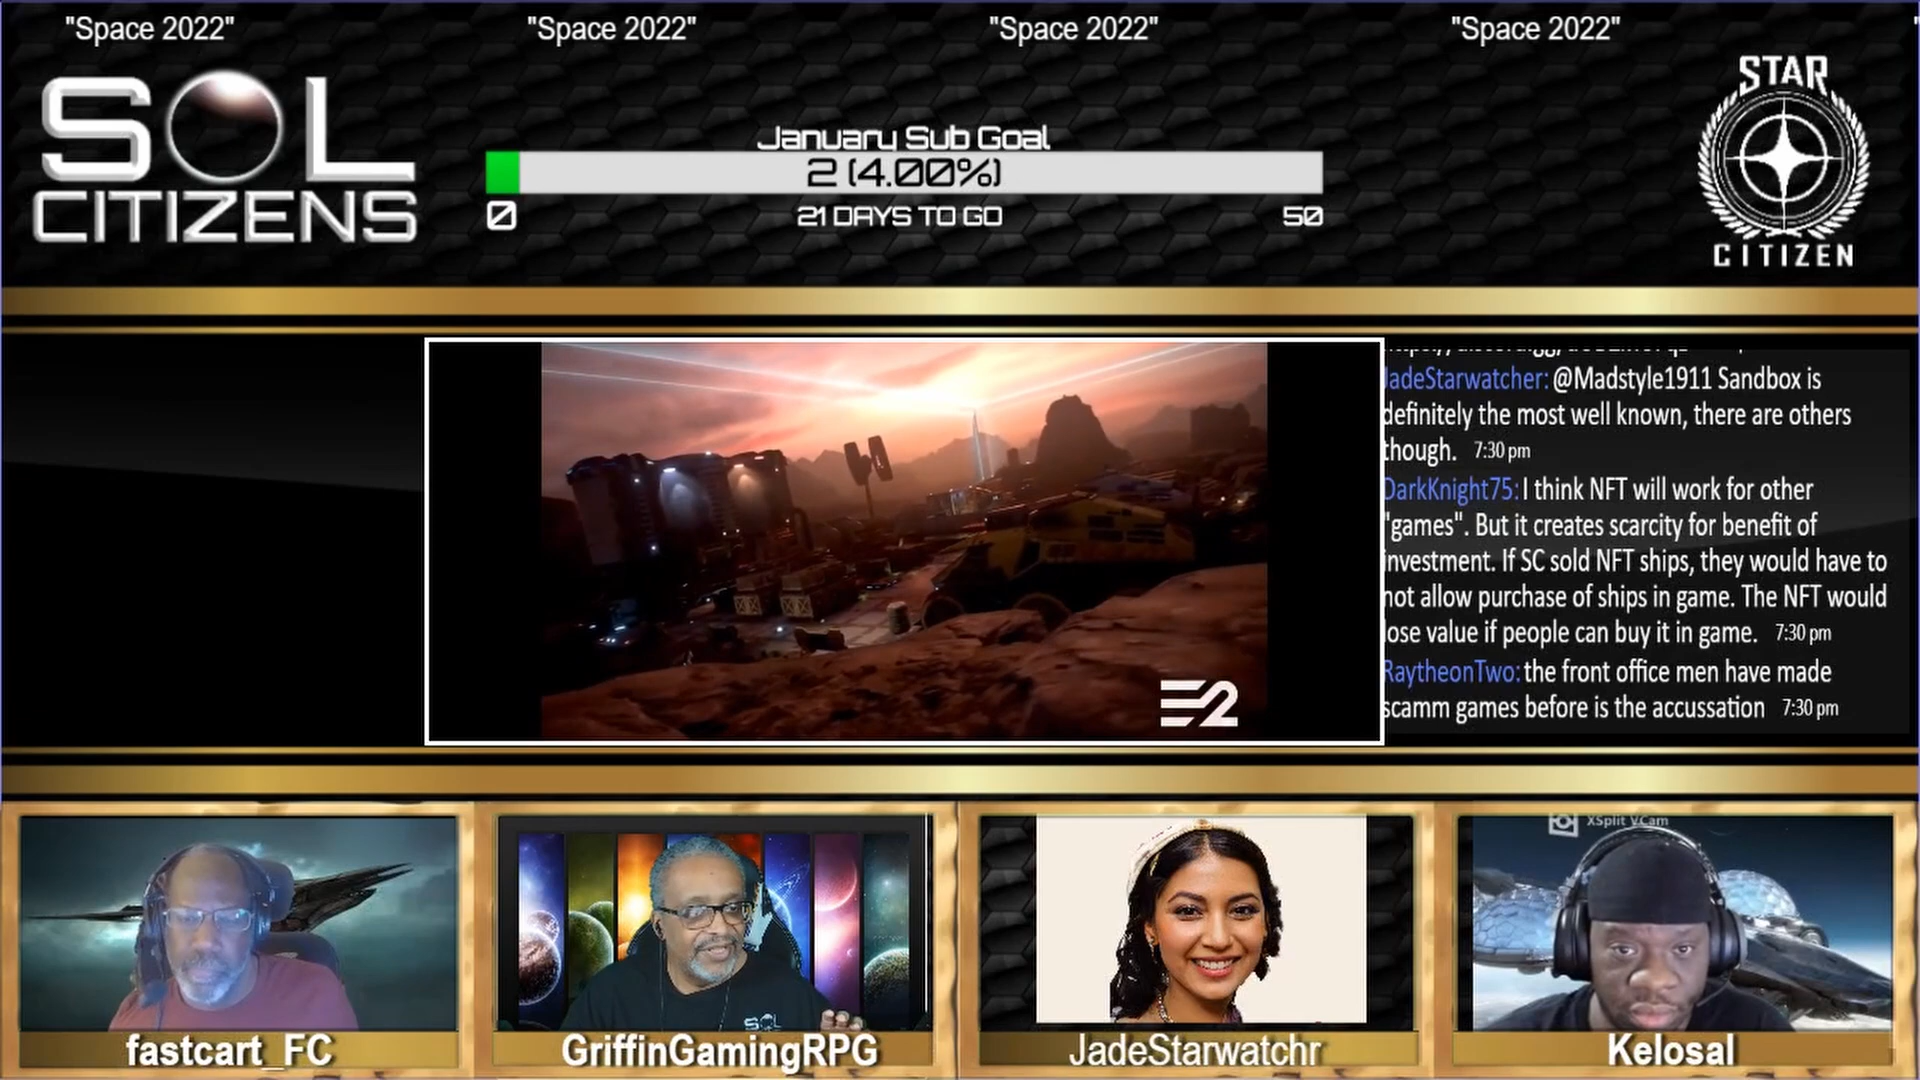 "Space 2022" "Space 2022" "Space 2022" "Space 2022"
SOL
CITIZENS
January Sub Goal
2 (4.00%)
0 21 DAYS TO GO 50
STAR
CITIZEN
JadeStarwatcher: @Madstyle1911 Sandbox is
definitely the most well known, there are others
though. 7:30 pm
DarkKnight75: I think NFT will work for other
"games". But it creates scarcity for benefit of
investment. If SC sold NFT ships, they would have to
not allow purchase of ships in game. The NFT would
lose value if people can buy it in game. 7:30 pm
RaytheonTwo: the front office men have made
scamm games before is the accussation 7:30 pm
E2
XSplit VCam
SOL
fastcart_FC
GriffinGamingRPG
JadeStarwatchr
Kelosal